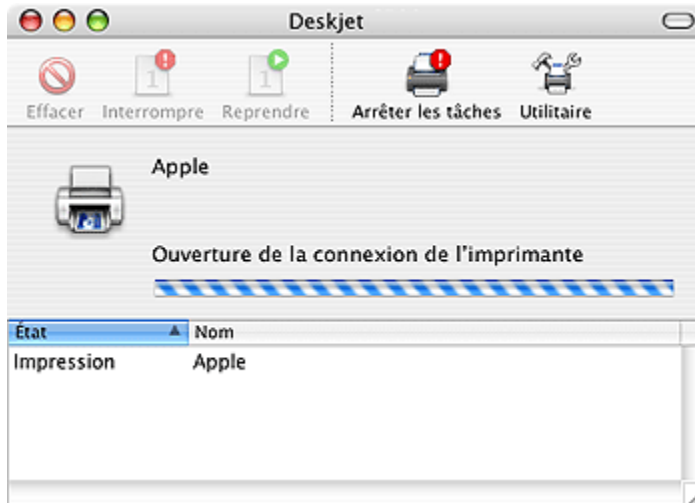 Deskjet
Effacer Interrompre Reprendre Arrêter les tâches Utilitaire
Apple
Ouverture de la connexion de l'imprimante
État Nom
Impression Apple